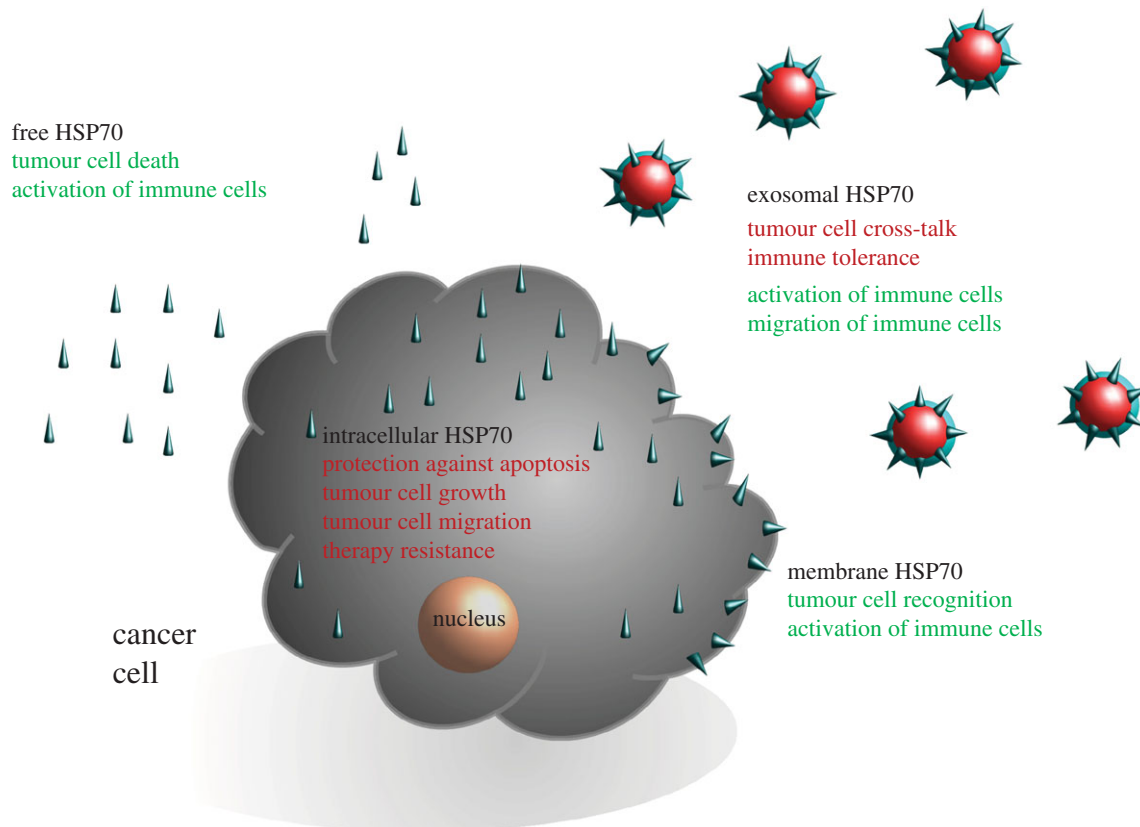 free HSP70
tumour cell death
activation of immune cells
exosomal HSP70
tumour cell cross-talk
immune tolerance
activation of immune cells
migration of immune cells
intracellular HSP70
protection against apoptosis
tumour cell growth
tumour cell migration
therapy resistance
membrane HSP70
tumour cell recognition
activation of immune cells
nucleus
cancer
cell